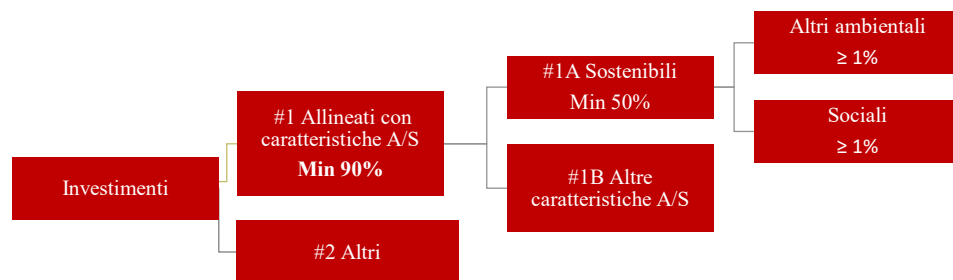 Investimenti
#1 Allineati con
caratteristiche A/S
Min 90%
#2 Altri
#1A Sostenibili
Min 50%
#1B Altre
caratteristiche A/S
Altri ambientali
≥ 1%
Sociali
≥ 1%